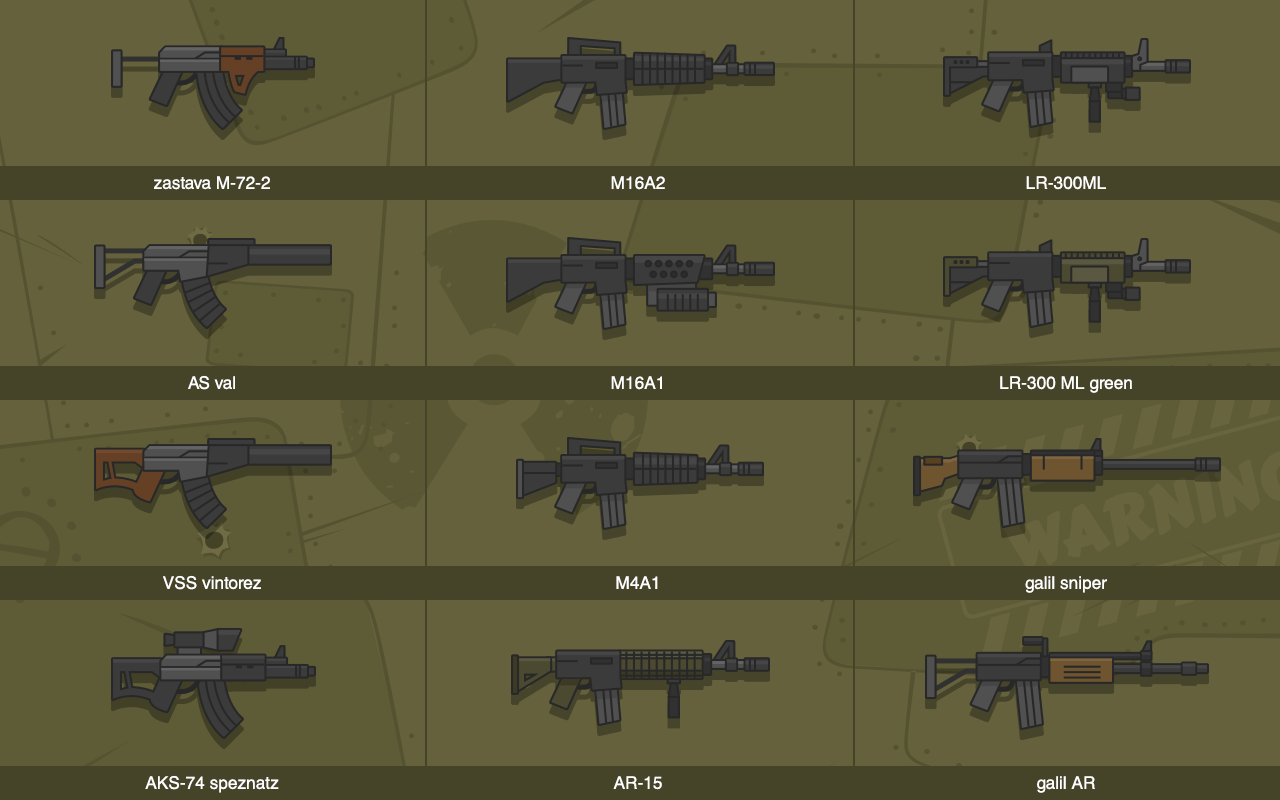 zastava M-72-2
M16A2
LR-300ML
AS val
M16A1
LR-300 ML green
VSS vintorez
M4A1
WARNING
galil sniper
AKS-74 speznatz
AR-15
galil AR